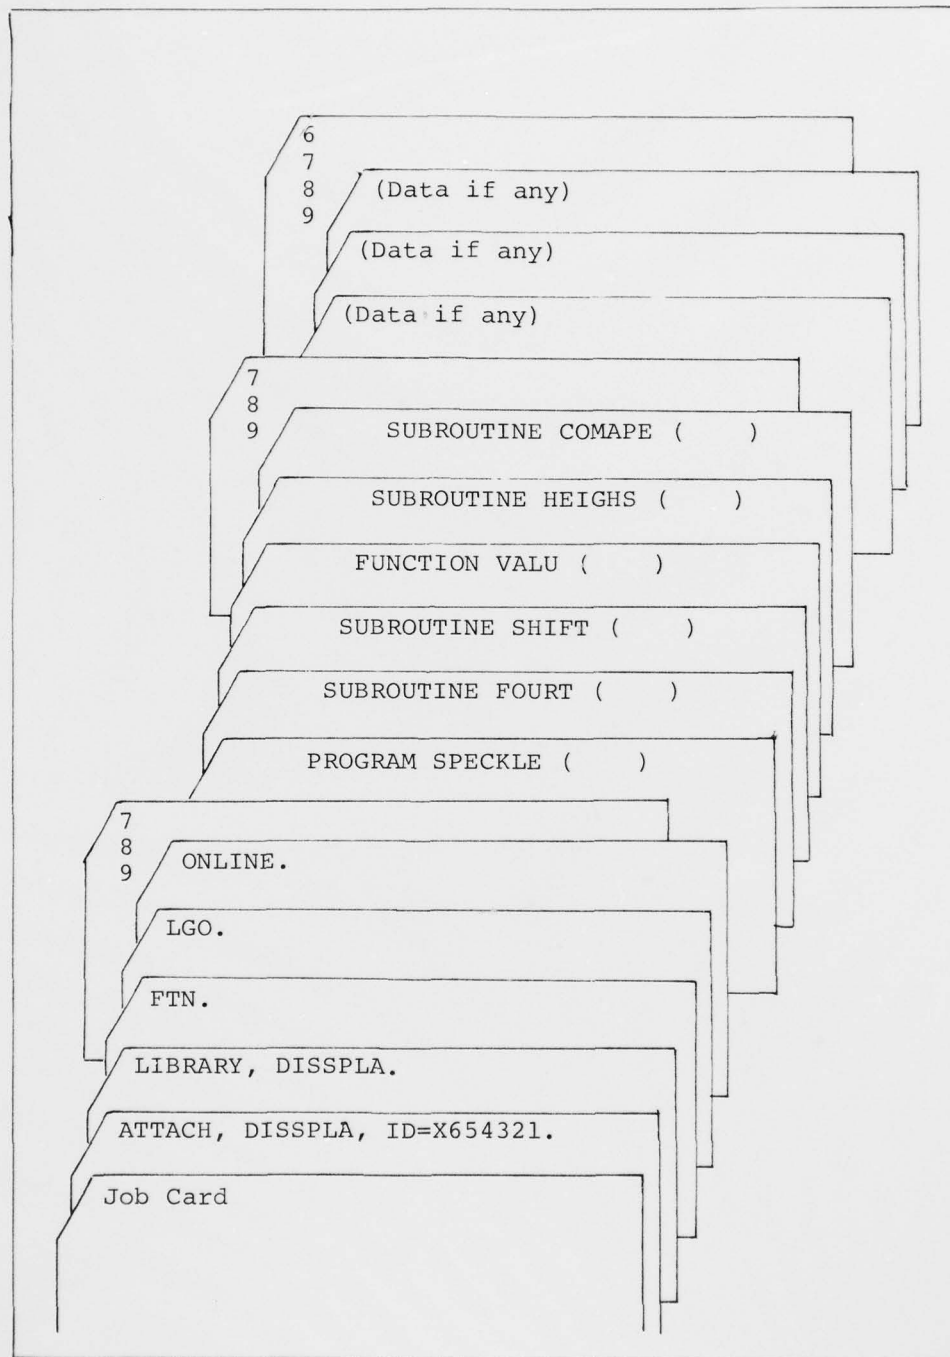 6
7
8
9
(Data if any)
(Data if any)
(Data if any)
7
8
9
SUBROUTINE COMAPE (    )
SUBROUTINE HEIGHS (    )
FUNCTION VALU (    )
SUBROUTINE SHIFT (    )
SUBROUTINE FOURT (    )
PROGRAM SPECKLE (    )
7
8
9
ONLINE.
LGO.
FTN.
LIBRARY, DISSPLA.
ATTACH, DISSPLA, ID=X654321.
Job Card